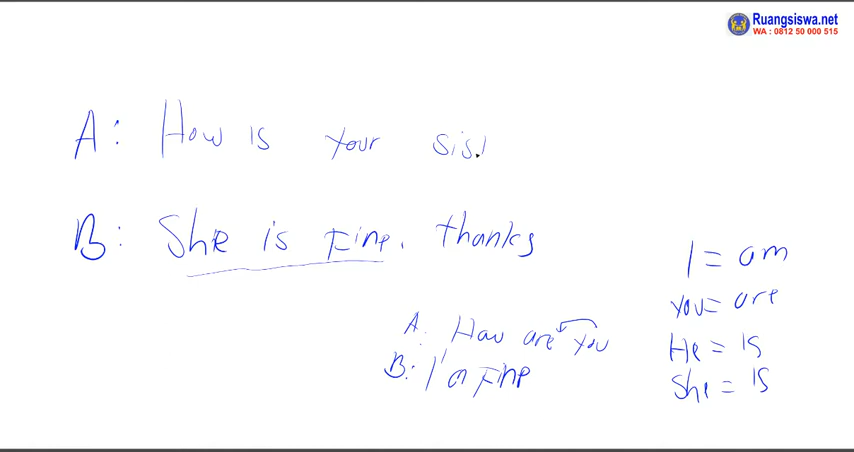 Ruangsiswa.net
WA : 0812 50 000 515
A: How is your sis
B: She is Fine. thanks
I = am
you = are
He = is
She = is
A: How are you
B: I'm Fine